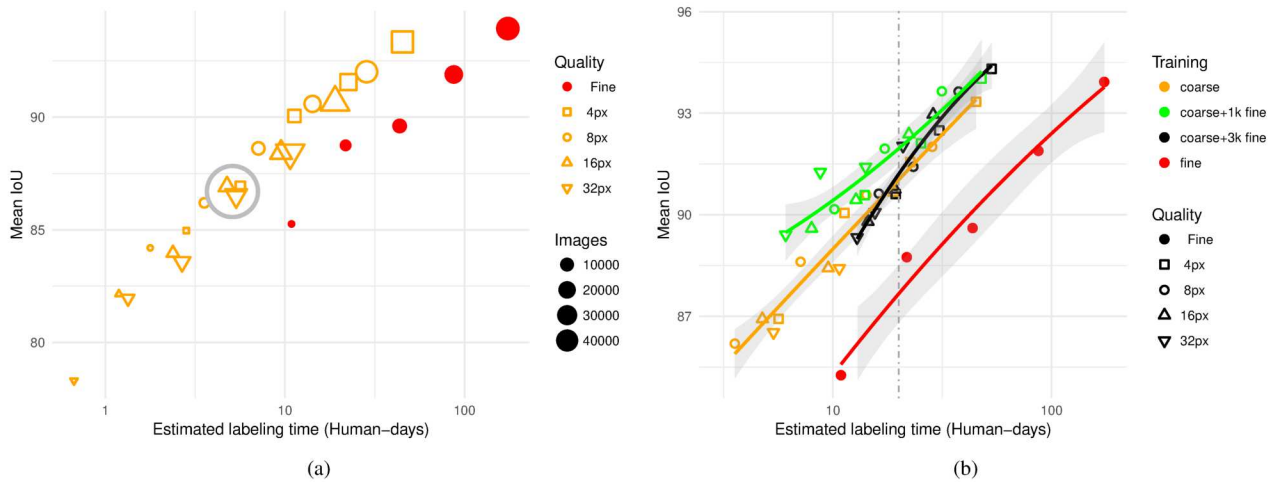 Mean IoU
90
85
80
1
10
100
Estimated labeling time (Human−days)
Quality
Fine
4px
8px
16px
32px
Images
10000
20000
30000
40000
(a)
Mean IoU
96
93
90
87
10
100
Estimated labeling time (Human−days)
Training
coarse
coarse+1k fine
coarse+3k fine
fine
Quality
Fine
4px
8px
16px
32px
(b)